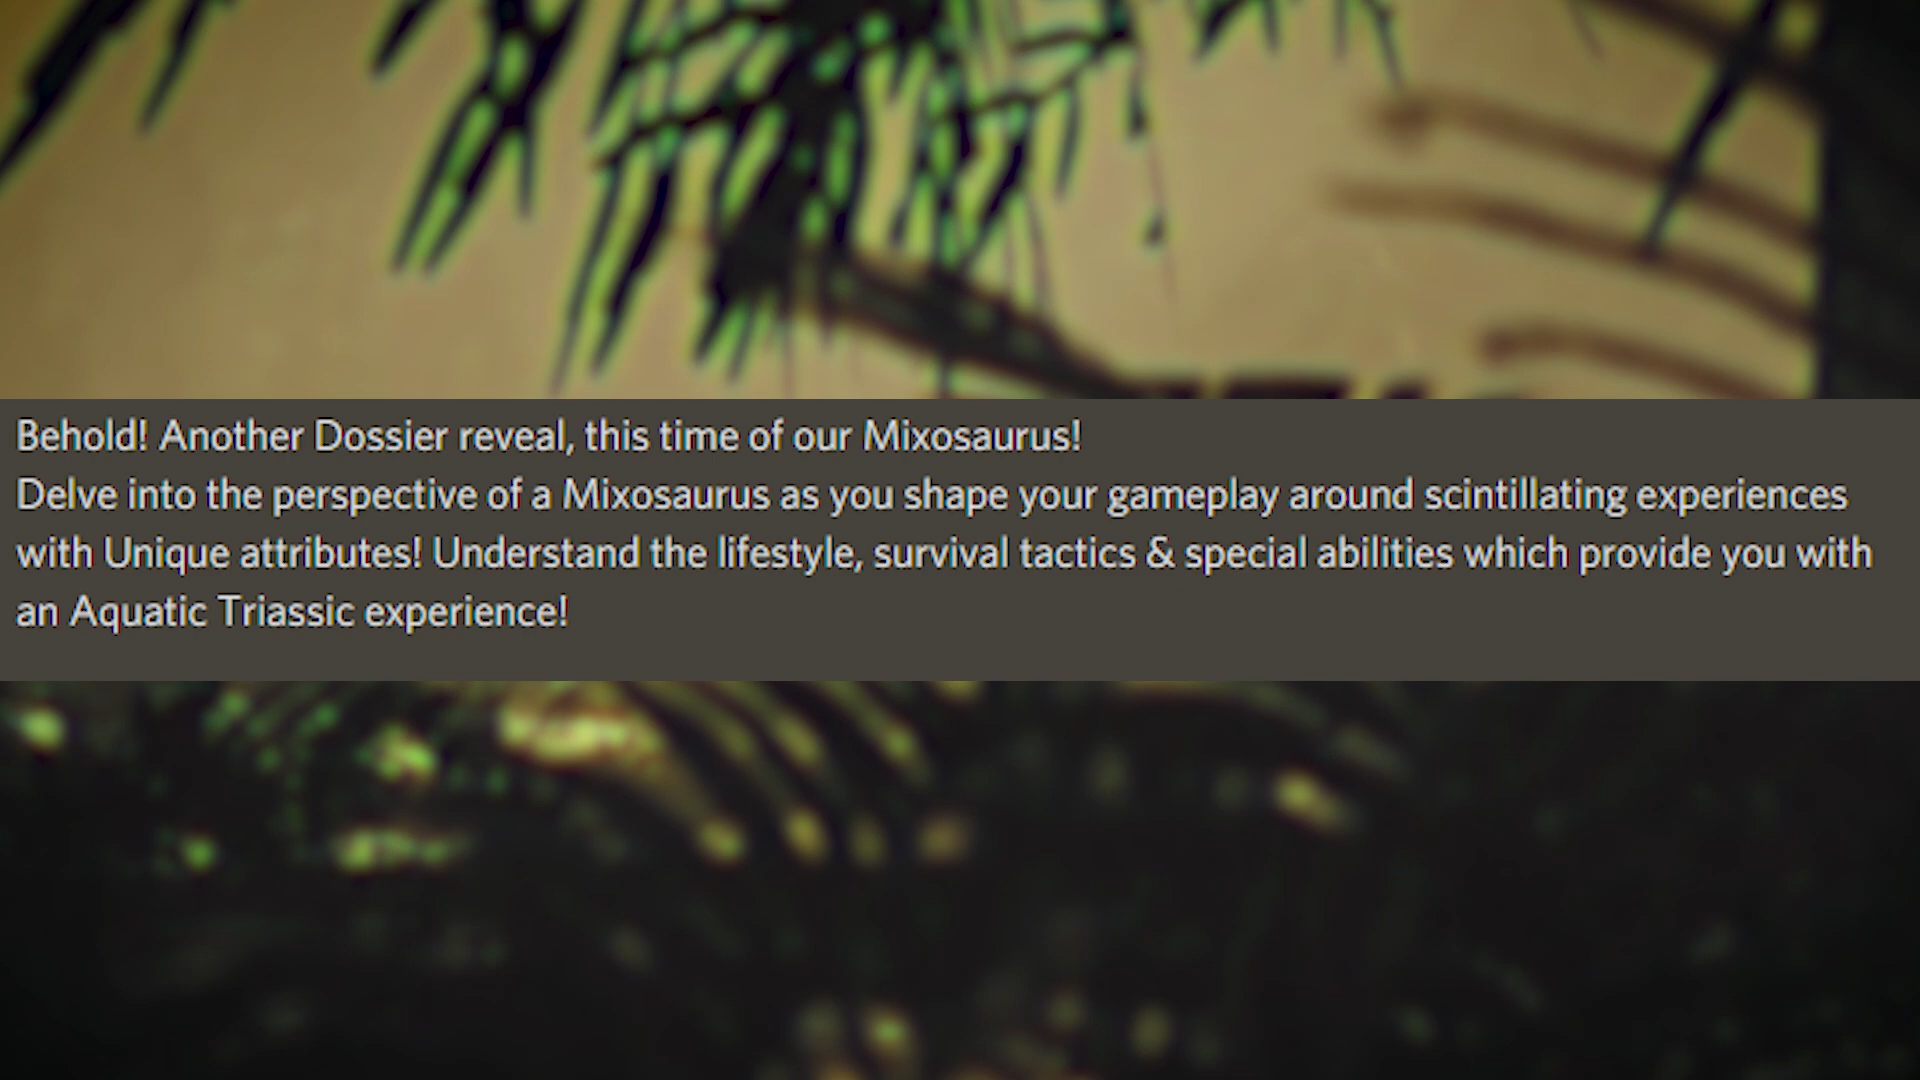 Behold! Another Dossier reveal, this time of our Mixosaurus!
Delve into the perspective of a Mixosaurus as you shape your gameplay around scintillating experiences
with Unique attributes! Understand the lifestyle, survival tactics & special abilities which provide you with
an Aquatic Triassic experience!